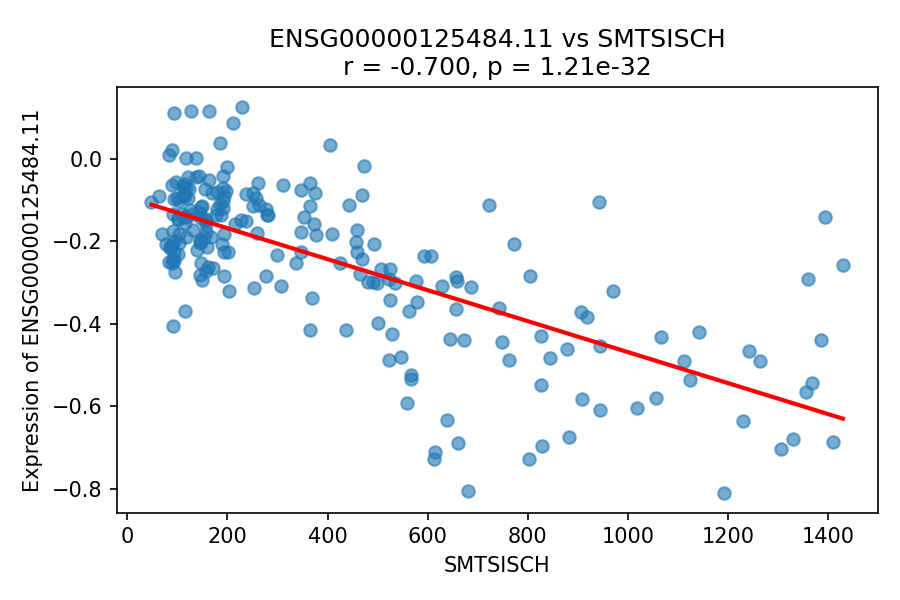 ENSG00000125484.11 vs SMTSISCH
r = -0.700, p = 1.21e-32
Expression of ENSG00000125484.11
0.0
−0.2
−0.4
−0.6
−0.8
0 200 400 600 800 1000 1200 1400
SMTSISCH